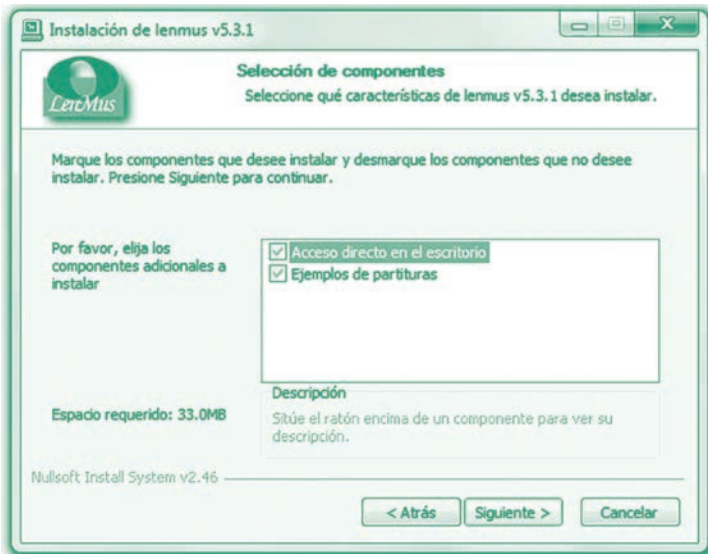 Instalación de lenmus v5.3.1
LenMus
Selección de componentes
Seleccione qué características de lenmus v5.3.1 desea instalar.
Marque los componentes que desee instalar y desmarque los componentes que no desee
instalar. Presione Siguiente para continuar.
Por favor, elija los
componentes adicionales a
instalar
Acceso directo en el escritorio
Ejemplos de partituras
Espacio requerido: 33.0MB
Descripción
Sitúe el ratón encima de un componente para ver su
descripción.
Nullsoft Install System v2.46
< Atrás
Siguiente >
Cancelar